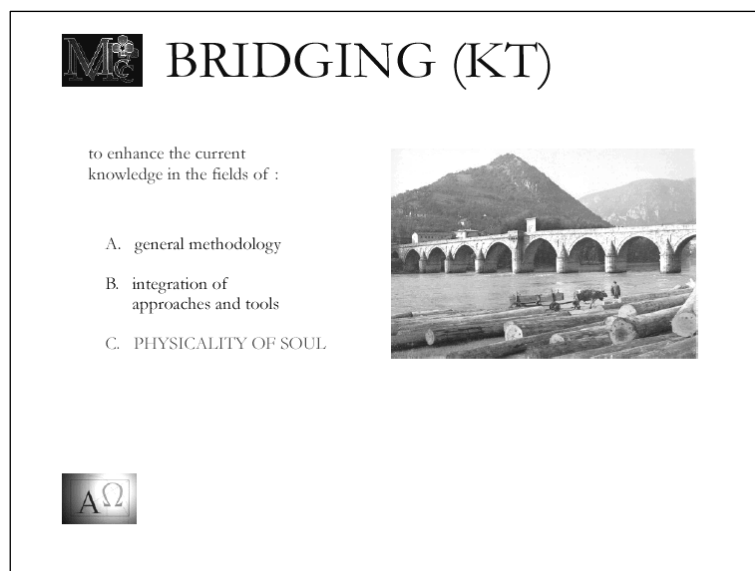 BRIDGING (KT)
to enhance the current
knowledge in the fields of :
A. general methodology
B. integration of
approaches and tools
C. PHYSICALITY OF SOUL
ΑΩ